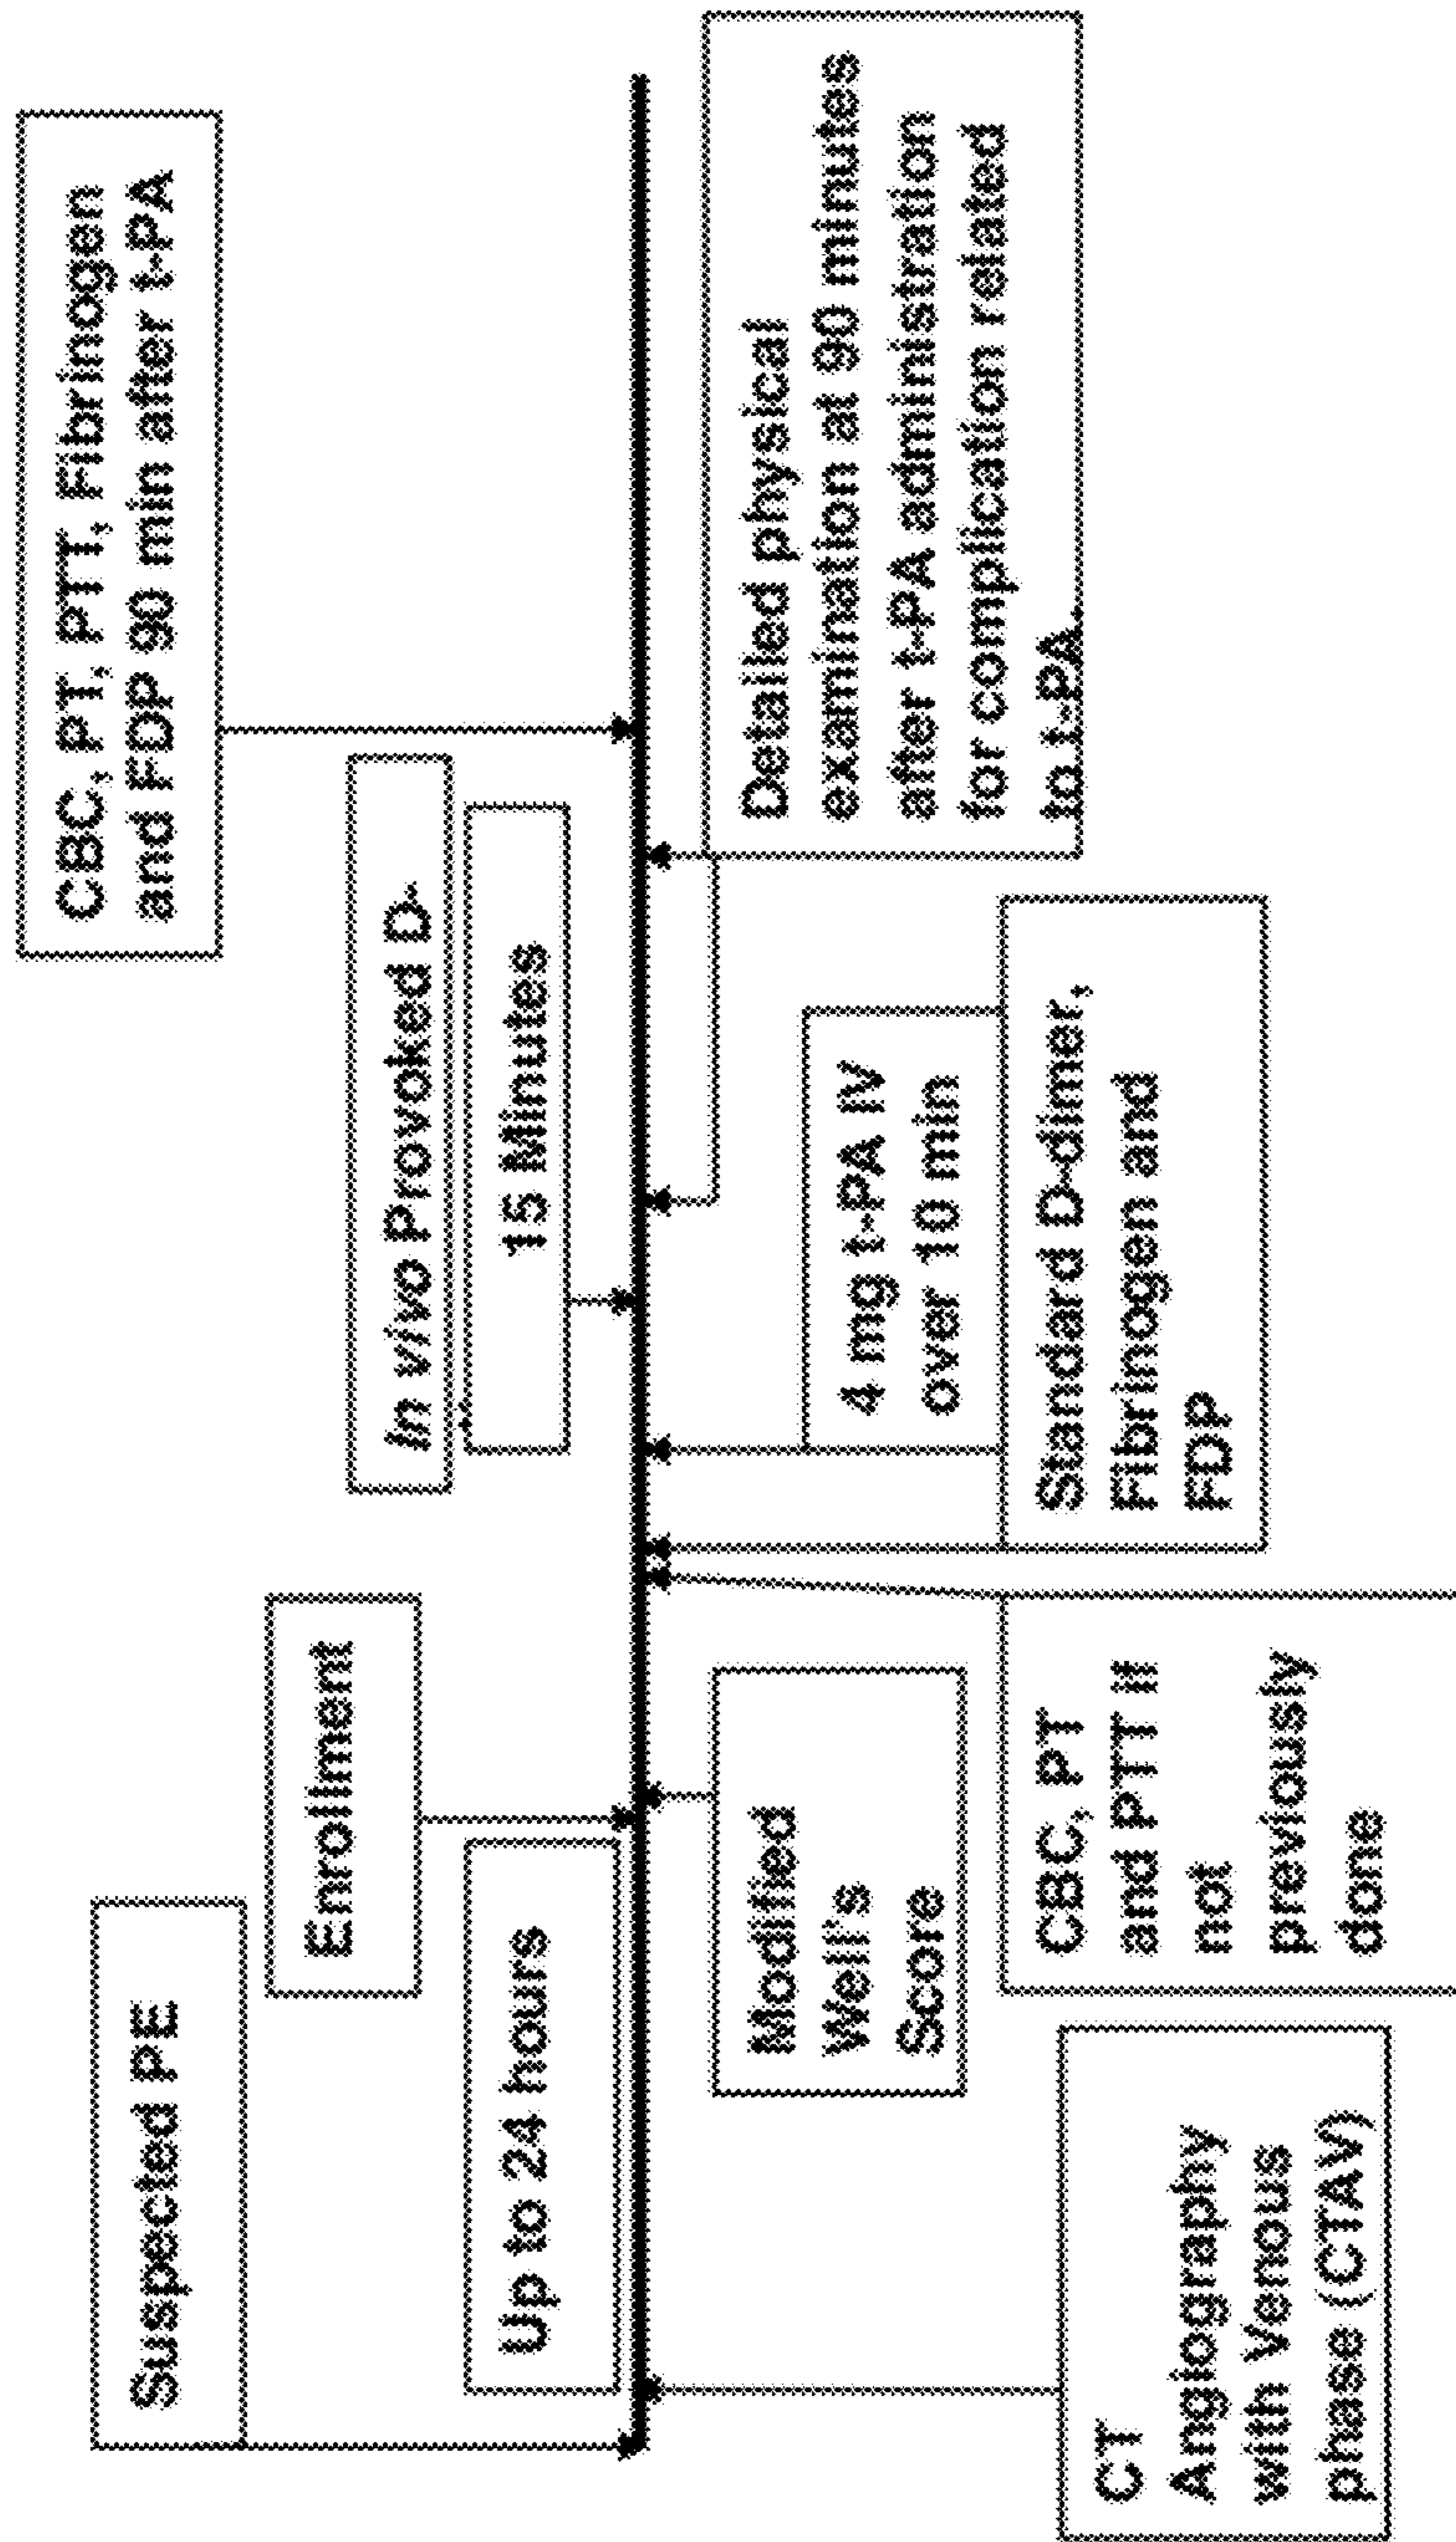 Suspected PE
Enrollment
Up to 24 hours
In vivo Provoked D-
15 Minutes
CBC, PT, PTT, Fibrinogen
and FDP 90 min after t-PA
CT
Angiography
with Venous
phase (CTAV)
Modified
Well's
Score
CBC, PT
and PTT if
not
previously
done
4 mg t-PA IV
over 10 min
Standard D-dimer,
Fibrinogen and
FDP
Detailed physical
examination at 90 minutes
after t-PA administration
for complication related
to t-PA.